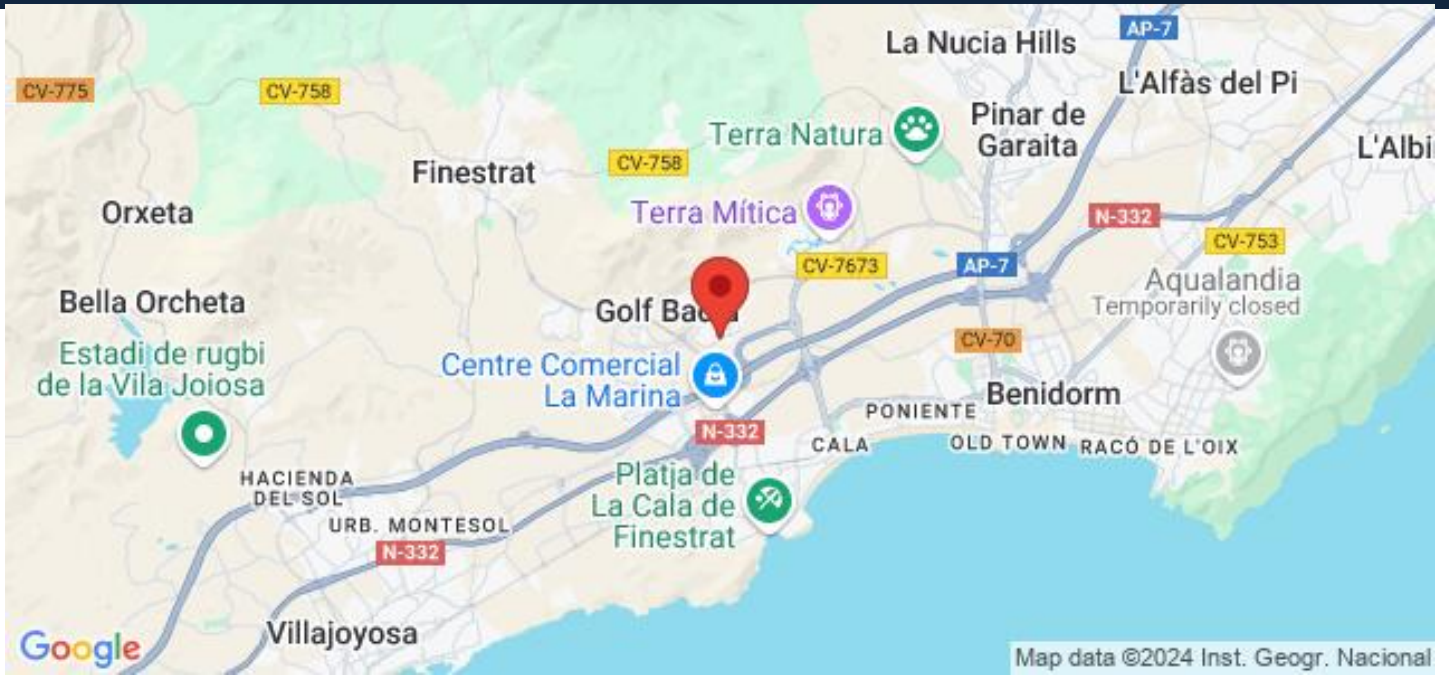 La Nucia Hills
AP-7
CV-775
CV-758
L'Alfàs del Pi
Terra Natura
Pinar de
Garaita
L'Albi
Finestrat
CV-758
Orxeta
Terra Mítica
N-332
CV-753
CV-7673
AP-7
Aqualandia
Temporarily closed
Bella Orcheta
Golf Ba
Estadi de rugbi
de la Vila Joiosa
Centre Comercial
La Marina
CV-70
Benidorm
PONIENTE
N-332
CALA
OLD TOWN
RACÓ DE L'OIX
HACIENDA
DEL SOL
Platja de
La Cala de
Finestrat
URB. MONTESOL
N-332
Villajoyosa
Google
Map data ©2024 Inst. Geogr. Nacional